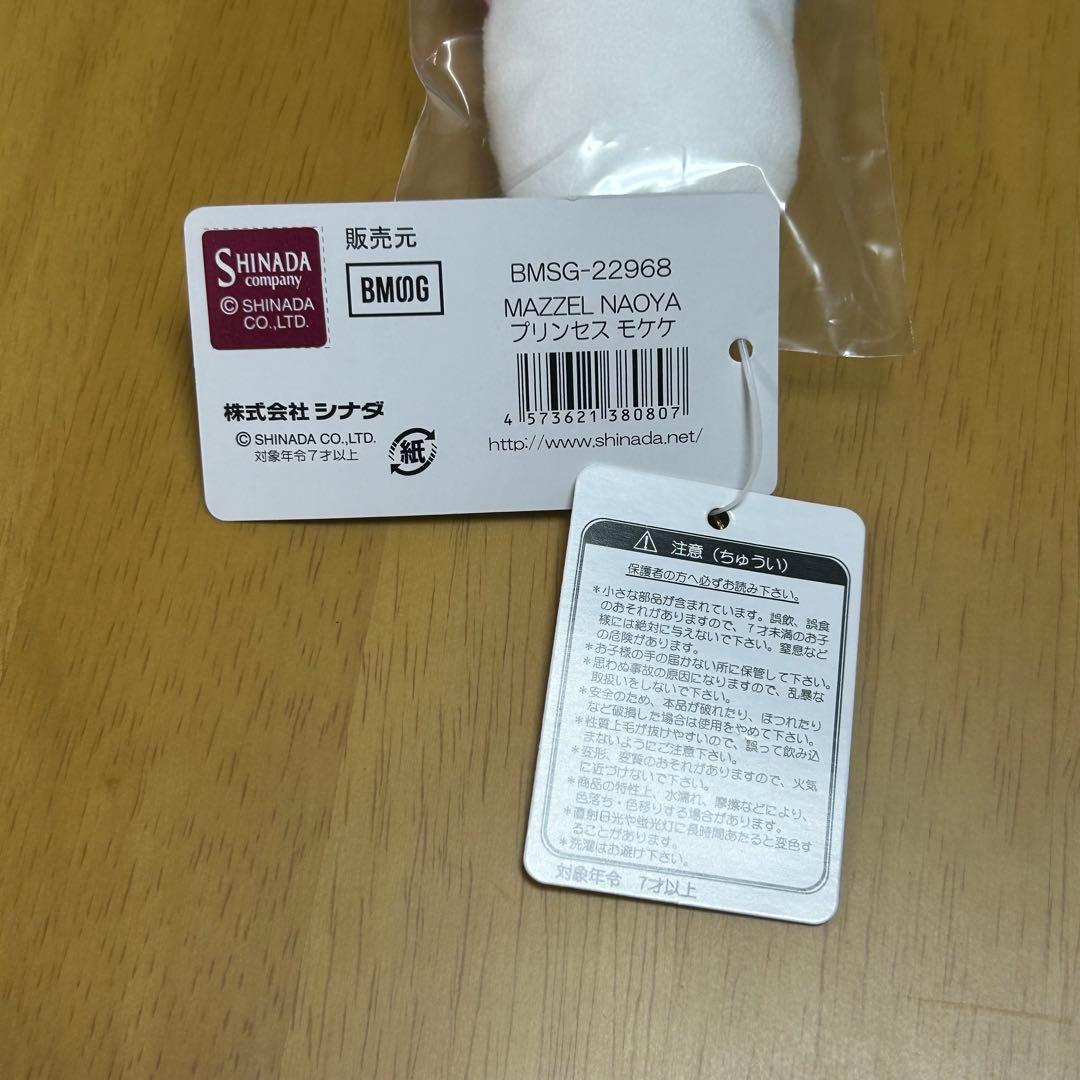 SHINADA
company
© SHINADA
CO.,LTD.
販売元
BMSG
BMSG-22968
MAZZEL NAOYA
プリンセス モケケ
4 573621 380807
http://www.shinada.net/
株式会社 シナダ
© SHINADA CO.,LTD.
対象年令7才以上
紙
注意（ちゅうい）
保護者の方へ必ずお読み下さい。
*小さな部品が含まれています。誤飲、誤食
のおそれがありますので、7才未満のお子
様には絶対に与えないで下さい。窒息など
の危険があります。
*お子様の手の届かない所に保管して下さい。
*思わぬ事故の原因になりますので、乱暴な
取扱いをしないで下さい。
*安全のため、本品が破れたり、ほつれたり
など破損した場合は使用をやめて下さい。
*性質上毛が抜けやすいので、誤って飲み込
まないようにご注意下さい。
*変形、変質のおそれがありますので、火気
に近づけないで下さい。
*商品の特性上、水濡れ、摩擦などにより、
色落ち・色移りする場合があります。
*直射日光や蛍光灯に長時間あたると変色す
ることがあります。
*洗濯はお避け下さい。
対象年令 7才以上